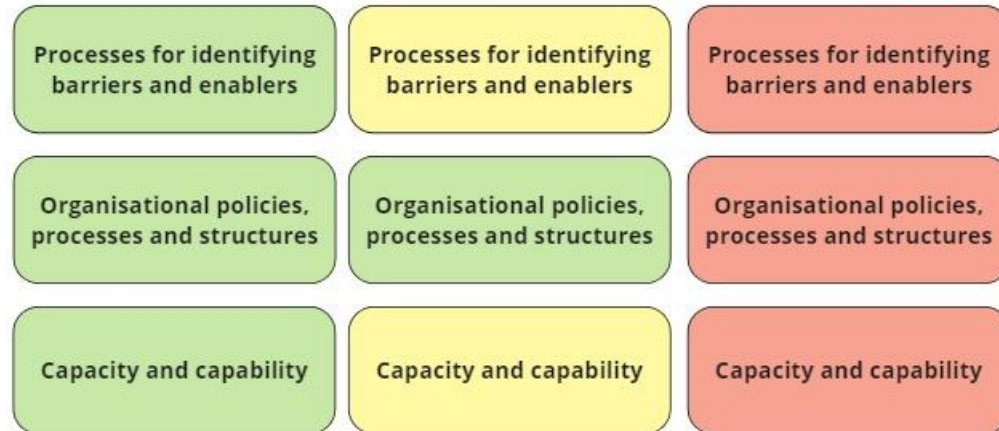 Processes for identifying
barriers and enablers
Processes for identifying
barriers and enablers
Processes for identifying
barriers and enablers
Organisational policies,
processes and structures
Organisational policies,
processes and structures
Organisational policies,
processes and structures
Capacity and capability
Capacity and capability
Capacity and capability